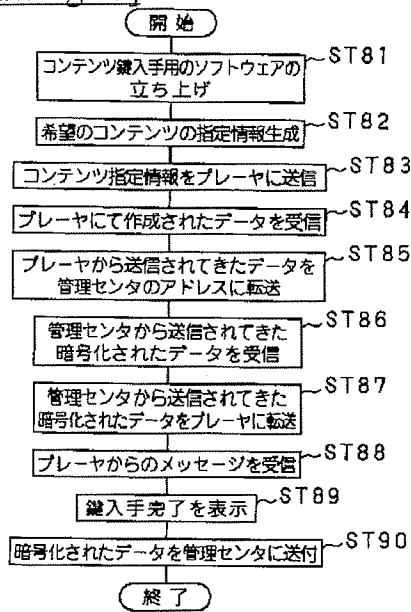 開 始
ST81
コンテンツ鍵入手用のソフトウェアの
立ち上げ
ST82
希望のコンテンツの指定情報生成
ST83
コンテンツ指定情報をプレーヤに送信
ST84
プレーヤにて作成されたデータを受信
ST85
プレーヤから送信されてきたデータを
管理センタのアドレスに転送
ST86
管理センタから送信されてきた
暗号化されたデータを受信
ST87
管理センタから送信されてきた
暗号化されたデータをプレーヤに転送
ST88
プレーヤからのメッセージを受信
ST89
鍵入手完了を表示
ST90
暗号化されたデータを管理センタに送付
終 了